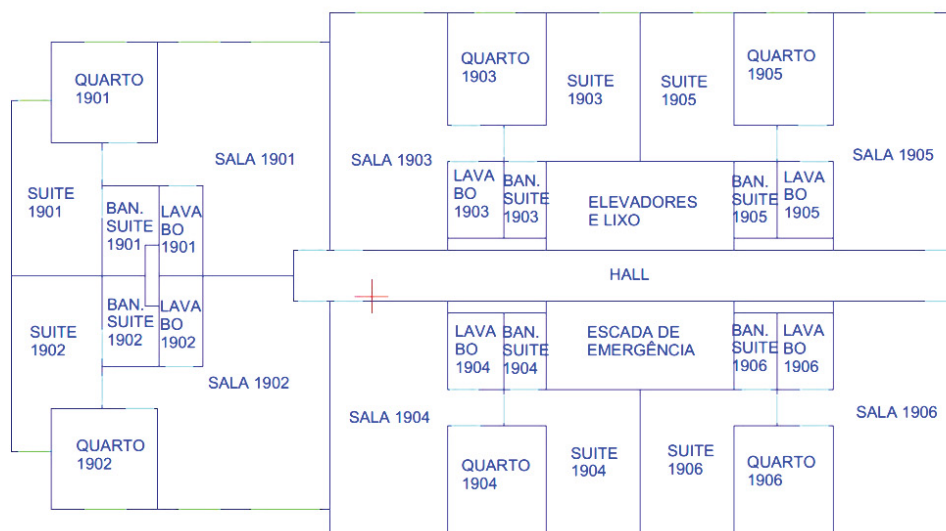 QUARTO
1901
SALA 1901
SUITE
1901
BAN.
SUITE
1901
LAVA
BO
1901
QUARTO
1903
SUITE
1903
SUITE
1905
QUARTO
1905
SALA 1903
SALA 1905
LAVA
BO
1903
BAN.
SUITE
1903
ELEVADORES
E LIXO
BAN.
SUITE
1905
LAVA
BO
1905
HALL
SUITE
1902
BAN.
SUITE
1902
LAVA
BO
1902
SALA 1902
QUARTO
1902
LAVA
BO
1904
BAN.
SUITE
1904
ESCADA DE
EMERGÊNCIA
BAN.
SUITE
1906
LAVA
BO
1906
SALA 1904
SALA 1906
QUARTO
1904
SUITE
1904
SUITE
1906
QUARTO
1906